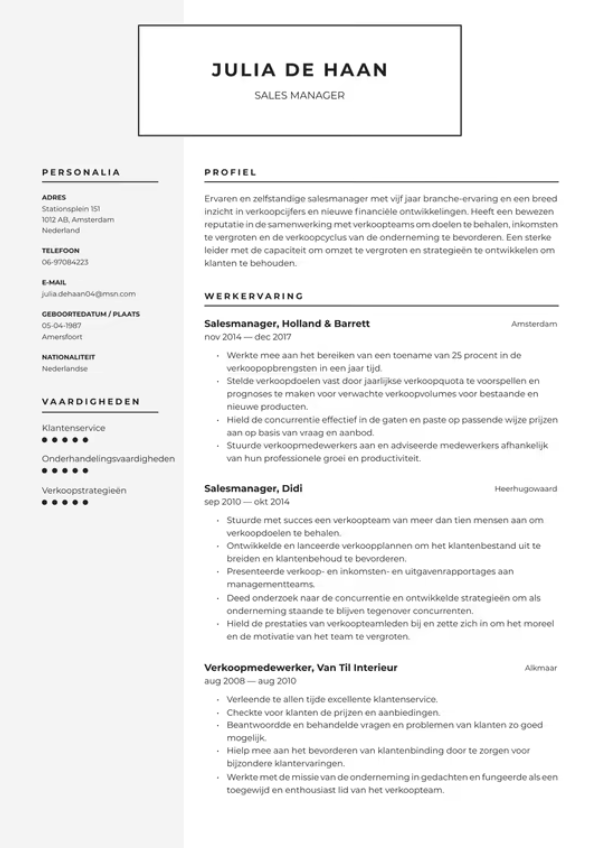 JULIA DE HAAN
SALES MANAGER
PERSONALIA
ADRES
Stationsplein 151
1012 AB, Amsterdam
Nederland
TELEFOON
06-97084223
E-MAIL
julia.dehaan04@msn.com
GEBOORTEDATUM / PLAATS
05-04-1987
Amersfoort
NATIONALITEIT
Nederlandse
VAARDIGHEDEN
Klantenservice
Onderhandelingsvaardigheden
Verkoopstrategieën
PROFIEL
Ervaren en zelfstandige salesmanager met vijf jaar branche-ervaring en een breed
inzicht in verkoopcijfers en nieuwe financiële ontwikkelingen. Heeft een bewezen
reputatie in de samenwerking met verkoopteams om doelen te behalen, inkomsten
te vergroten en de verkoopcyclus van de onderneming te bevorderen. Een sterke
leider met de capaciteit om omzet te vergroten en strategieën te ontwikkelen om
klanten te behouden.
WERKERVARING
Salesmanager, Holland & Barrett Amsterdam
nov 2014 — dec 2017
• Werkte mee aan het bereiken van een toename van 25 procent in de
verkoopopbrengsten in een jaar tijd.
• Stelde verkoopdoelen vast door jaarlijkse verkoopquota te voorspellen en
prognoses te maken voor verwachte verkoopvolumes voor bestaande en
nieuwe producten.
• Hield de concurrentie effectief in de gaten en paste op passende wijze prijzen
aan op basis van vraag en aanbod.
• Stuurde verkoopmedewerkers aan en adviseerde medewerkers afhankelijk
van hun professionele groei en productiviteit.
Salesmanager, Didi Heerhugowaard
sep 2010 — okt 2014
• Stuurde met succes een verkoopteam van meer dan tien mensen aan om
verkoopdoelen te behalen.
• Ontwikkelde en lanceerde verkoopplannen om het klantenbestand uit te
breiden en klantenbehoud te bevorderen.
• Presenteerde verkoop- en inkomsten- en uitgavenrapportages aan
managementteams.
• Deed onderzoek naar de concurrentie en ontwikkelde strategieën om als
onderneming staande te blijven tegenover concurrenten.
• Hield de prestaties van verkoopteamleden bij en zette zich in om het moreel
en de motivatie van het team te vergroten.
Verkoopmedewerker, Van Til Interieur Alkmaar
aug 2008 — aug 2010
• Verleende te allen tijde excellente klantenservice.
• Checkte voor klanten de prijzen en aanbiedingen.
• Beantwoordde en behandelde vragen en problemen van klanten zo goed
mogelijk.
• Hielp mee aan het bevorderen van klantenbinding door te zorgen voor
bijzondere klantervaringen.
• Werkte met de missie van de onderneming in gedachten en fungeerde als een
toegewijd en enthousiast lid van het verkoopteam.